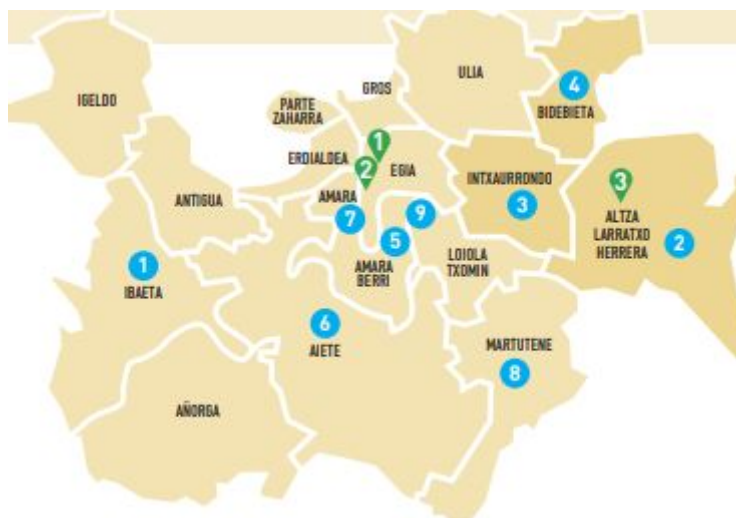 IGELDO
ULIA
GROS
4
BIDEBIETA
PARTE
ZAHARRA
1
ERDIALDEA
2
EGIA
INTXAURRONDO
3
3
ANTIGUA
AMARA
7
9
ALTZA
LARRATXO
HERRERA
2
5
AMARA
BERRI
LOIOLA
TXOMIN
1
IBAETA
6
AIETE
MARTUTENE
8
AÑORGA